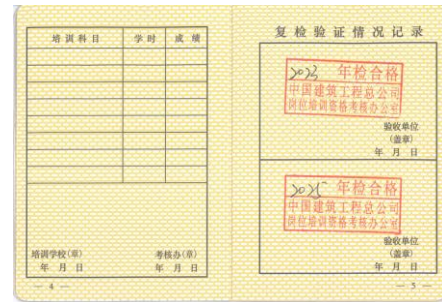 培训科目 学时 成绩
培训学校(章) 考核办(章)
年 月 日 年 月 日
— 4 —
复检验证情况记录
2023 年检合格
中国建筑工程总公司
岗位培训资格考核办公室
验收单位
(盖章)
年 月 日
2025 年检合格
中国建筑工程总公司
岗位培训资格考核办公室
验收单位
(盖章)
年 月 日
— 5 —